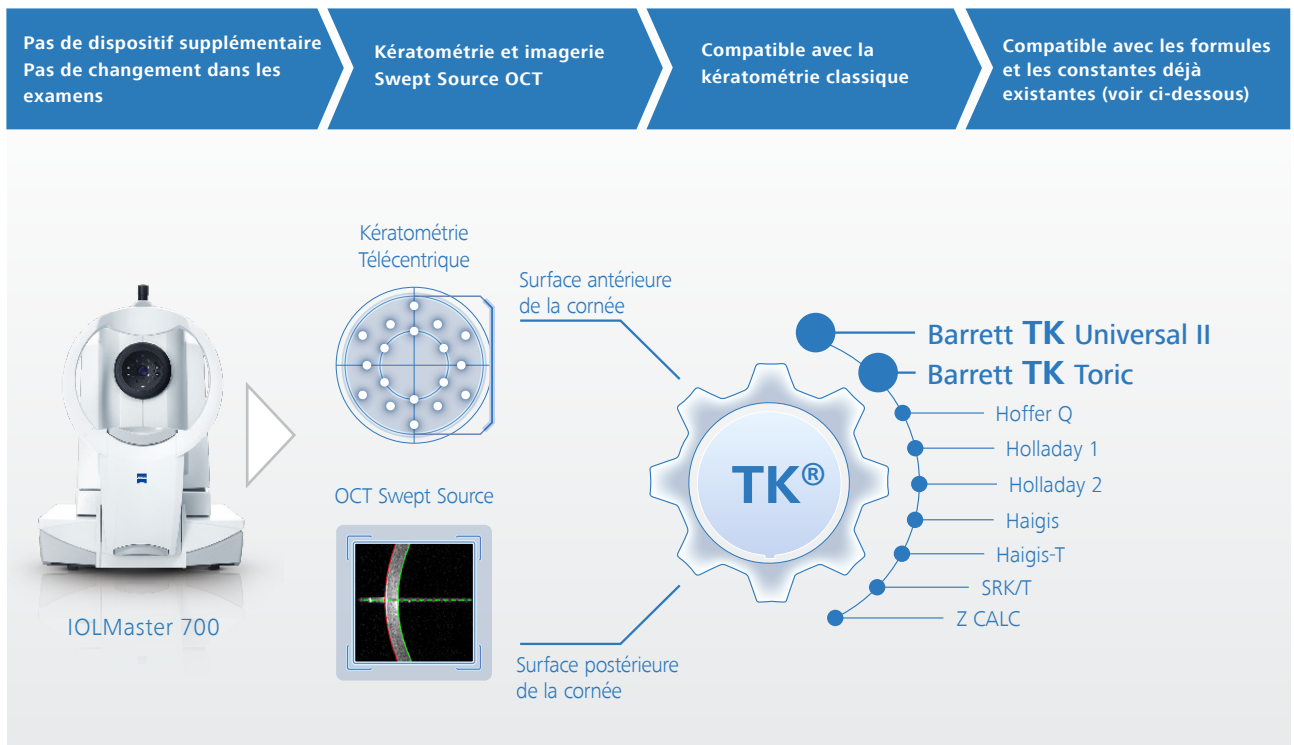 Pas de dispositif supplémentaire
Pas de changement dans les
examens
Kératométrie et imagerie
Swept Source OCT
Compatible avec la
kératométrie classique
Compatible avec les formules
et les constantes déjà
existantes (voir ci-dessous)
Kératométrie
Télécentrique
Surface antérieure
de la cornée
OCT Swept Source
IOLMaster 700
Surface postérieure
de la cornée
TK®
Barrett TK Universal II
Barrett TK Toric
Hoffer Q
Holladay 1
Holladay 2
Haigis
Haigis-T
SRK/T
Z CALC